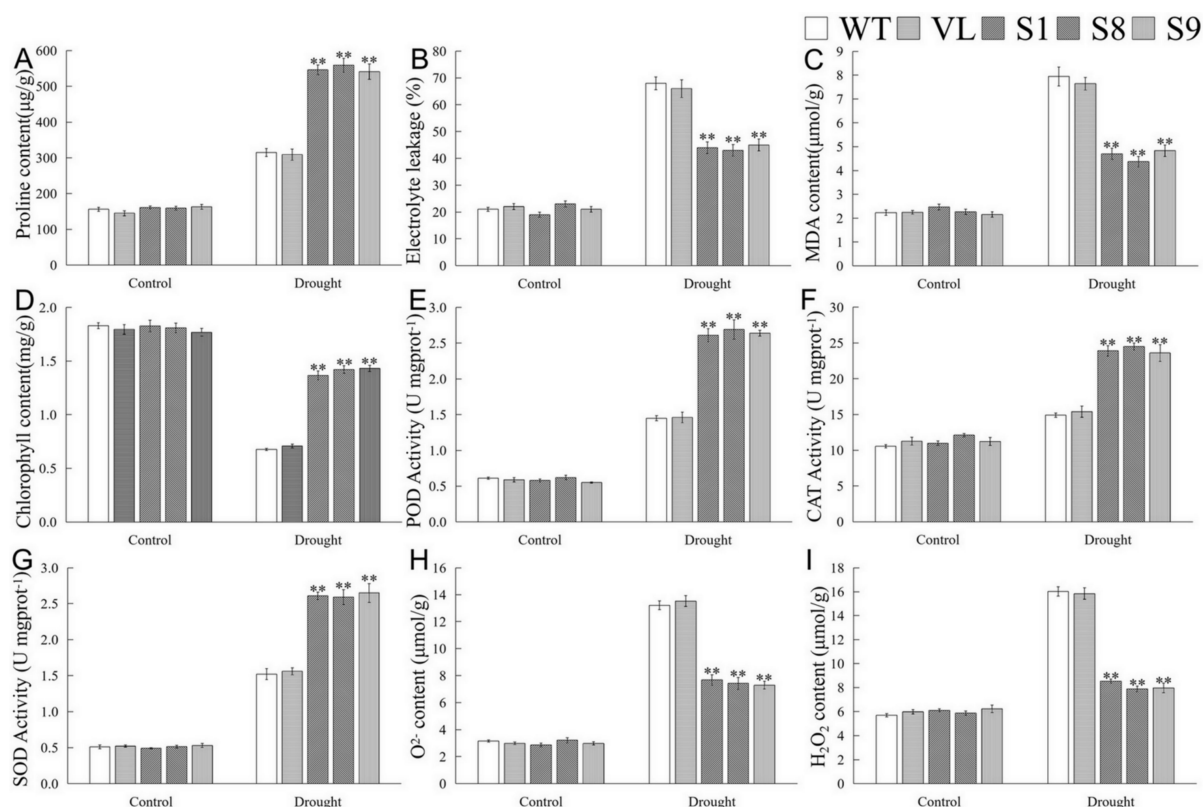 WT VL S1 S8 S9
A B C
Proline content(μg/g)
600
500
400
300
200
100
0
** ** **
Control Drought
Electrolyte leakage (%)
80
70
60
50
40
30
20
10
0
** ** **
Control Drought
MDA content(μmol/g)
9
8
7
6
5
4
3
2
1
0
** ** **
Control Drought
D E F
Chlorophyll content(mg/g)
2.0
1.5
1.0
0.5
0.0
** ** **
Control Drought
POD Activity (U mgprot⁻¹)
3.0
2.5
2.0
1.5
1.0
0.5
0.0
** ** **
Control Drought
CAT Activity (U mgprot⁻¹)
30
25
20
15
10
5
0
** ** **
Control Drought
G H I
SOD Activity (U mgprot⁻¹)
3.0
2.5
2.0
1.5
1.0
0.5
0.0
** ** **
Control Drought
O²⁻ content (μmol/g)
16
14
12
10
8
6
4
2
0
** ** **
Control Drought
H₂O₂ content (μmol/g)
18
16
14
12
10
8
6
4
2
0
** ** **
Control Drought